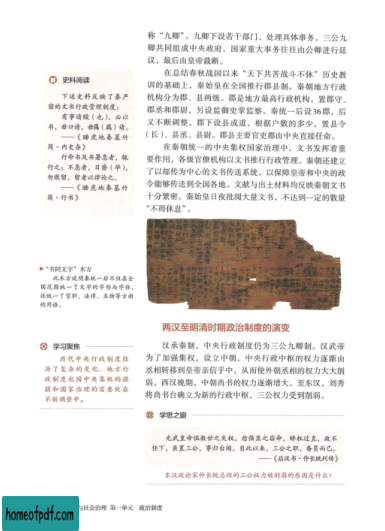 称“九卿”。九卿下设若干部门，处理具体事务。三公九
卿共同组成中央政府，国家重大事务往往由公卿进行廷
议，最后由皇帝裁断。
在总结春秋战国以来“天下共苦战斗不休”历史教
训的基础上，秦始皇在全国推行郡县制。秦朝地方行政
机构分为郡、县两级。郡是地方最高行政机构，置郡守、
郡丞和郡尉，另设监御史掌监察。秦统一后设36郡，后
又不断调整。郡下设县或道，根据户数的多少，置县令
（长）、县丞、县尉。郡县主要官吏都由中央直接任命。
在秦朝统一的中央集权国家治理中，文书发挥着重
要作用，各级官僚机构以文书推行行政管理。秦朝还建立
了以邮传为中心的文书传送系统，以保障皇帝和中央的政
令能够传送到全国各地。文献与出土材料均反映秦朝文书
十分繁密。秦始皇日夜批阅大量文书，不达到一定的数量
“不得休息”。
史料阅读
下述史料反映了秦严
密的文书行政管理制度：
有事请殹（也），必以
书，毋口请，毋羁（羁）请。
——《睡虎地秦墓竹
简·内史杂》
行命书及书署急者，辄
行之；不急者，日觱（毕），
勿敢留。留者以律论之。
——《睡虎地秦墓竹
简·行书》
“书同文字”木方
此木方说明秦统一后不仅在全
国范围统一了文字的字形与字体，
还统一了官职、法律、名物等方面
的用语。
两汉至明清时期政治制度的演变
学习聚焦
历代中央行政制度经
历了复杂的变化，地方行
政制度也因中央集权的强
弱和国家治理的需要处在
不断调整中。
汉承秦制，中央行政制度仍为三公九卿制。汉武帝
为了加强集权，设立中朝，中央行政中枢的权力逐渐由
丞相转移到皇帝亲信手中，从而使外朝丞相的权力大大削
弱。西汉晚期，中朝尚书的权力逐渐增大。至东汉，刘秀
将尚书台确立为新的行政中枢，三公权力受到削弱。
学思之窗
光武皇帝愠数世之失权，忿强臣之窃命，矫枉过直，政不
任下，虽置三公，事归台阁。自此以来，三公之职，备员而已。
——《后汉书·仲长统列传》
东汉政论家仲长统总结的三公权力被削弱的原因是什么？
与社会治理 第一单元 政治制度
homeofpdf.com